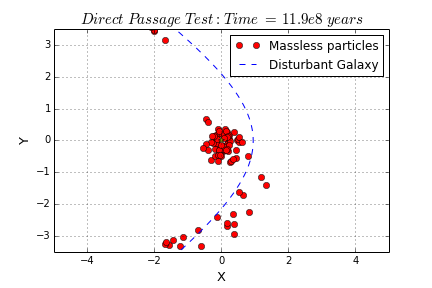 Direct Passage Test: Time = 11.9e8 years
Massless particles
Disturbant Galaxy
Y
3
2
1
0
−1
−2
−3
−4 −2 0 2 4
X